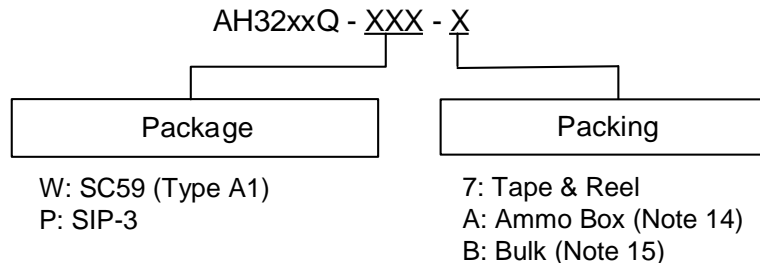 AH32xxQ - XXX - X
Package
Packing
W: SC59 (Type A1)
P: SIP-3
7: Tape & Reel
A: Ammo Box (Note 14)
B: Bulk (Note 15)